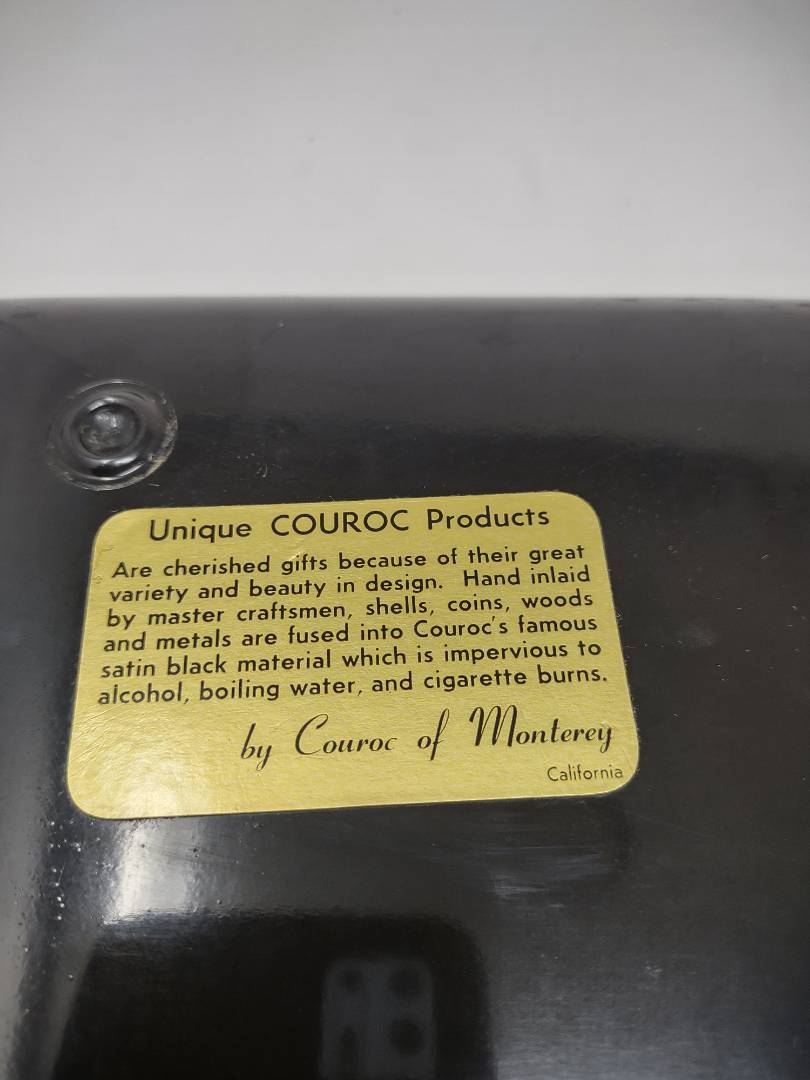 Unique COUROC Products
Are cherished gifts because of their great
variety and beauty in design. Hand inlaid
by master craftsmen, shells, coins, woods
and metals are fused into Couroc's famous
satin black material which is impervious to
alcohol, boiling water, and cigarette burns.
by Couroc of Monterey
California